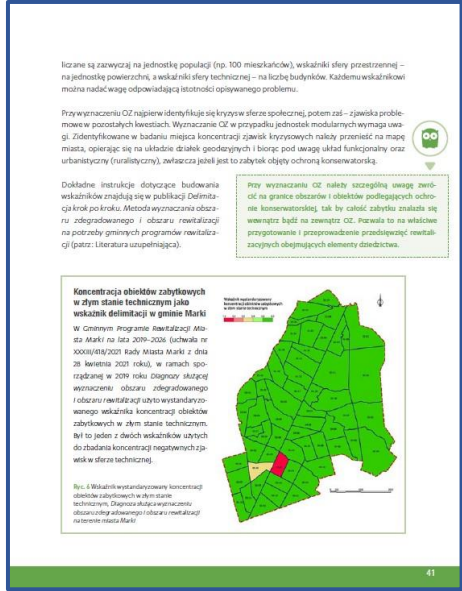 liczane są zazwyczaj na jednostkę populacji (np. 100 mieszkańców), wskaźniki sfery przestrzennej –
na jednostkę powierzchni, a wskaźniki sfery technicznej – na liczbę budynków. Każdemu wskaźnikowi
można nadać wagę odpowiadającą istotności opisywanego problemu.
Przy wyznaczaniu OZ najpierw identyfikuje się kryzys w sferze społecznej, potem zaś – zjawiska proble-
mowe w pozostałych kwestiach. Wyznaczanie OZ w przypadku jednostek modularnych wymaga uwa-
gi. Zidentyfikowane w badaniu miejsca koncentracji zjawisk kryzysowych należy przenieść na mapę
miasta, opierając się na układzie działek geodezyjnych i biorąc pod uwagę układ funkcjonalny oraz
urbanistyczny (ruralistyczny), zwłaszcza jeżeli jest to zabytek objęty ochroną konserwatorską.
Dokładne instrukcje dotyczące budowania
wskaźników znajdują się w publikacji Delimita-
cja krok po kroku. Metoda wyznaczania obsza-
ru zdegradowanego i obszaru rewitalizacji
na potrzeby gminnych programów rewitaliza-
cji (patrz: Literatura uzupełniająca).
Przy wyznaczaniu OZ należy szczególną uwagę zwró-
cić na granice obszarów i obiektów podlegających ochro-
nie konserwatorskiej, tak by całość zabytku znalazła się
wewnątrz bądź na zewnątrz OZ. Pozwala to na właściwe
przygotowanie i przeprowadzenie przedsięwzięć rewitali-
zacyjnych obejmujących elementy dziedzictwa.
Koncentracja obiektów zabytkowych
w złym stanie technicznym jako
wskaźnik delimitacji w gminie Marki
W Gminnym Programie Rewitalizacji Mia-
sta Marki na lata 2019–2026 (uchwała nr
XXXIII/418/2021 Rady Miasta Marki z dnia
28 kwietnia 2021 roku), w ramach spo-
rządzanej w 2019 roku Diagnozy służącej
wyznaczeniu obszaru zdegradowanego
i obszaru rewitalizacji użyto wystandaryzo-
wanego wskaźnika koncentracji obiektów
zabytkowych w złym stanie technicznym.
Był to jeden z dwóch wskaźników użytych
do zbadania koncentracji negatywnych zja-
wisk w sferze technicznej.
Ryc. 6 Wskaźnik wystandaryzowany koncentracji
obiektów zabytkowych w złym stanie
technicznym, Diagnoza służąca wyznaczeniu
obszaru zdegradowanego i obszaru rewitalizacji
na terenie miasta Marki
Wskaźnik wystandaryzowany
koncentracji obiektów zabytkowych
w złym stanie technicznym
41